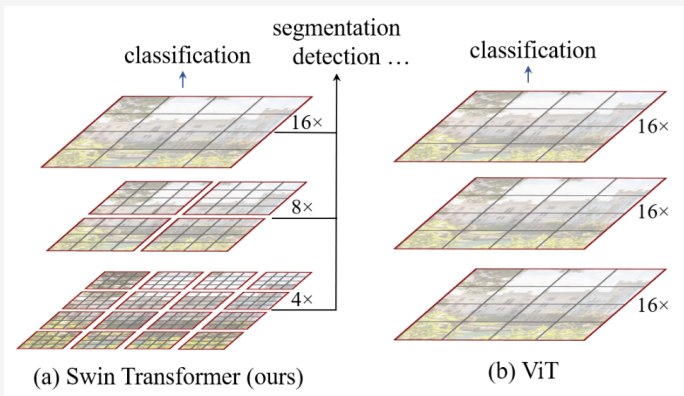 segmentation
classification
detection …
16×
8×
4×
(a) Swin Transformer (ours)
classification
16×
16×
16×
(b) ViT